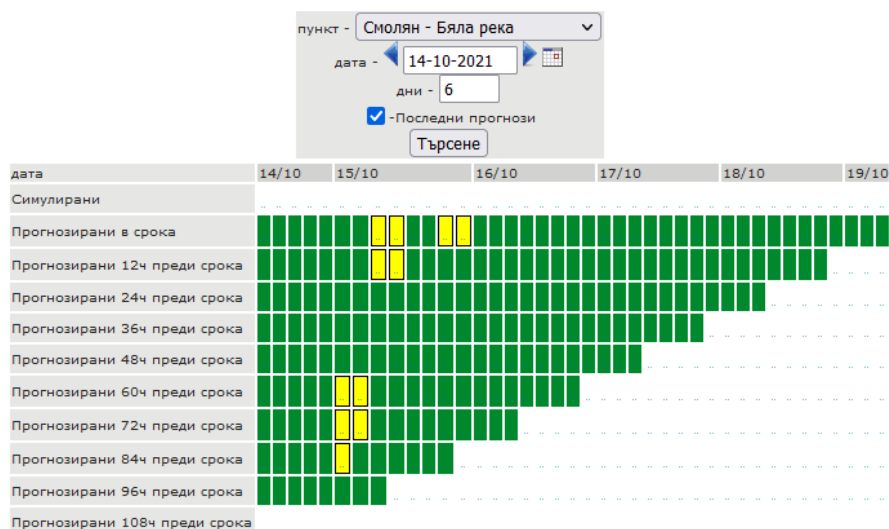 пункт - Смолян - Бяла река
дата - 14-10-2021
дни - 6
-Последни прогнози
Търсене
дата 14/10 15/10 16/10 17/10 18/10 19/10
Симулирани
Прогнозирани в срока
Прогнозирани 12ч преди срока
Прогнозирани 24ч преди срока
Прогнозирани 36ч преди срока
Прогнозирани 48ч преди срока
Прогнозирани 60ч преди срока
Прогнозирани 72ч преди срока
Прогнозирани 84ч преди срока
Прогнозирани 96ч преди срока
Прогнозирани 108ч преди срока